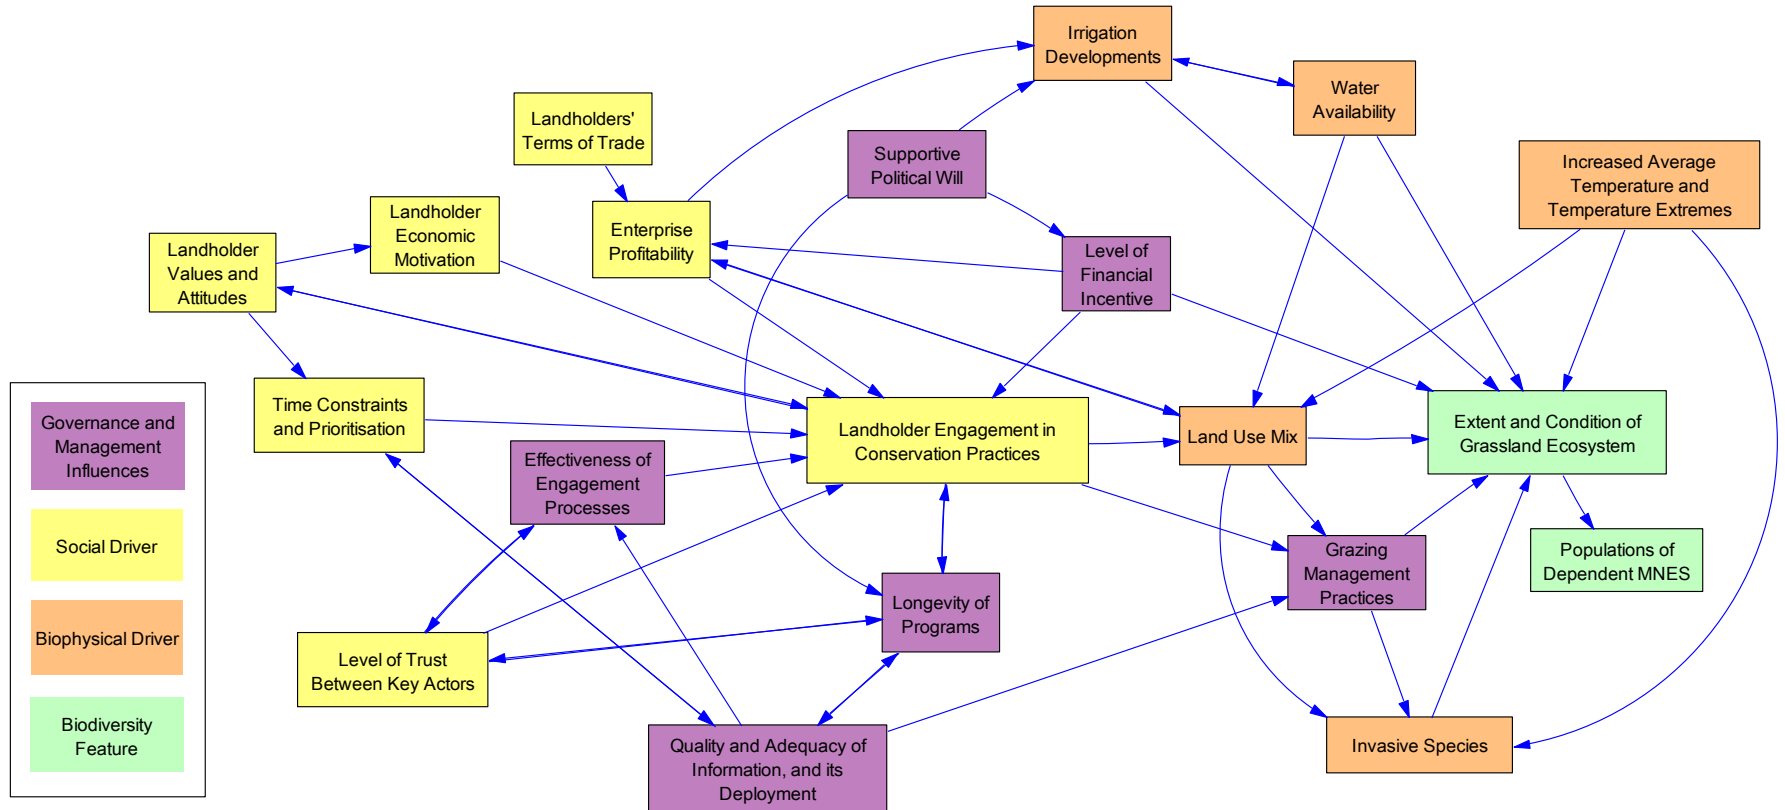 Irrigation
Developments
Water
Availability
Landholders'
Terms of Trade
Supportive
Political Will
Increased Average
Temperature and
Temperature Extremes
Landholder
Economic
Motivation
Enterprise
Profitability
Landholder
Values and
Attitudes
Level of
Financial
Incentive
Time Constraints
and Prioritisation
Landholder Engagement in
Conservation Practices
Land Use Mix
Extent and Condition of
Grassland Ecosystem
Governance and
Management
Influences
Effectiveness of
Engagement
Processes
Social Driver
Grazing
Management
Practices
Populations of
Dependent MNES
Longevity of
Programs
Biophysical Driver
Level of Trust
Between Key Actors
Biodiversity
Feature
Quality and Adequacy of
Information, and its
Deployment
Invasive Species